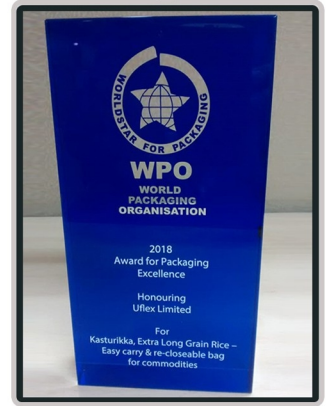 WORLDSTAR FOR PACKAGING
WPO
WORLD
PACKAGING
ORGANISATION
2018
Award for Packaging
Excellence
Honouring
Uflex Limited
For
Kasturikka, Extra Long Grain Rice –
Easy carry & re-closeable bag
for commodities